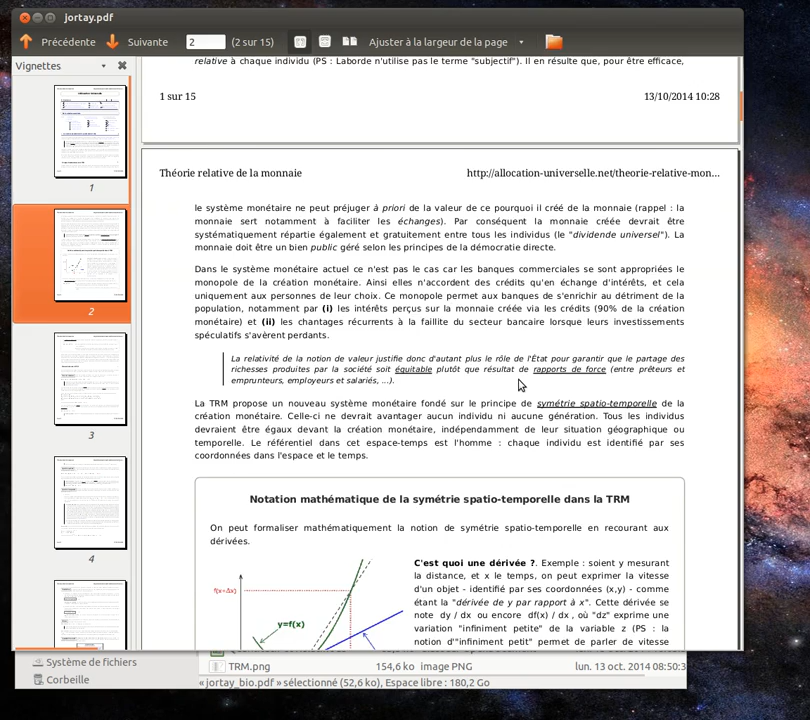 jortay.pdf
Précédente Suivante 2 (2 sur 15) Ajuster à la largeur de la page
Vignettes
1
2
3
4
relative à chaque individu (PS : Laborde n'utilise pas le terme "subjectif"). Il en résulte que, pour être efficace,
1 sur 15 13/10/2014 10:28
Théorie relative de la monnaie http://allocation-universelle.net/theorie-relative-mon...
le système monétaire ne peut préjuger à priori de la valeur de ce pourquoi il créé de la monnaie (rappel : la
monnaie sert notamment à faciliter les échanges). Par conséquent la monnaie créée devrait être
systématiquement répartie également et gratuitement entre tous les individus (le "dividende universel"). La
monnaie doit être un bien public géré selon les principes de la démocratie directe.
Dans le système monétaire actuel ce n'est pas le cas car les banques commerciales se sont appropriées le
monopole de la création monétaire. Ainsi elles n'accordent des crédits qu'en échange d'intérêts, et cela
uniquement aux personnes de leur choix. Ce monopole permet aux banques de s'enrichir au détriment de la
population, notamment par (i) les intérêts perçus sur la monnaie créée via les crédits (90% de la création
monétaire) et (ii) les chantages récurrents à la faillite du secteur bancaire lorsque leurs investissements
spéculatifs s'avèrent perdants.
La relativité de la notion de valeur justifie donc d'autant plus le rôle de l'État pour garantir que le partage des
richesses produites par la société soit équitable plutôt que résultat de rapports de force (entre prêteurs et
emprunteurs, employeurs et salariés, ...).
La TRM propose un nouveau système monétaire fondé sur le principe de symétrie spatio-temporelle de la
création monétaire. Celle-ci ne devrait avantager aucun individu ni aucune génération. Tous les individus
devraient être égaux devant la création monétaire, indépendamment de leur situation géographique ou
temporelle. Le référentiel dans cet espace-temps est l'homme : chaque individu est identifié par ses
coordonnées dans l'espace et le temps.
Notation mathématique de la symétrie spatio-temporelle dans la TRM
On peut formaliser mathématiquement la notion de symétrie spatio-temporelle en recourant aux
dérivées.
f(x+Δx)
y=f(x)
C'est quoi une dérivée ?. Exemple : soient y mesurant
la distance, et x le temps, on peut exprimer la vitesse
d'un objet - identifié par ses coordonnées (x,y) - comme
étant la "dérivée de y par rapport à x". Cette dérivée se
note dy / dx ou encore df(x) / dx , où "dz" exprime une
variation "infiniment petite" de la variable z (PS : la
notion d'"infiniment petit" permet de parler de vitesse
Système de fichiers
Corbeille
TRM.png 154,6 ko image PNG lun. 13 oct. 2014 08:50:3
« jortay_bio.pdf » sélectionné (52,6 ko), Espace libre : 180,2 Go